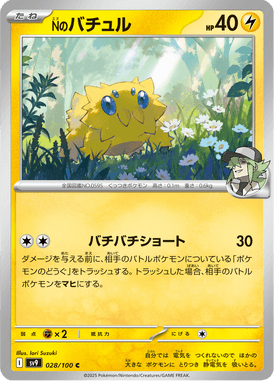 たね
Nのバチュル
HP 40
全国図鑑NO.0595 くっつきポケモン 高さ:0.1m 重さ:0.6kg
バチバチショート 30
ダメージを与える前に、相手のバトルポケモンについている「ポケ
モンのどうぐ」をトラッシュする。トラッシュした場合、相手のバトル
ポケモンをマヒにする。
弱点 ×2 抵抗力 にげる
Illus. Iori Suzuki
I SV9 028/100 C
©2025 Pokémon/Nintendo/Creatures/GAME FREAK.
自分では 静電気を つくれないので ほかの
大きな ポケモンに とりつき 静電気を 吸いとる。